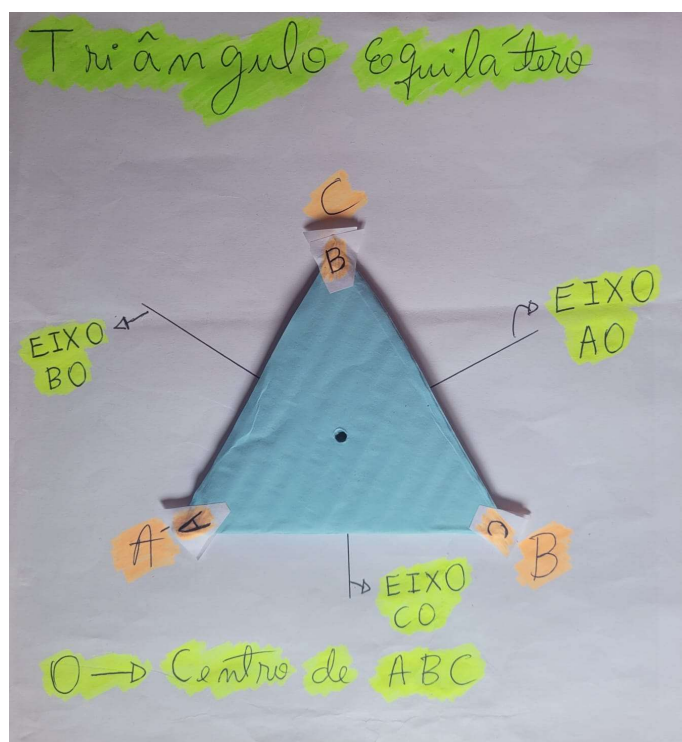 Triângulo Equilátero
C
B
EIXO
AO
EIXO
BO
A
A
C
B
EIXO
CO
O → Centro de ABC